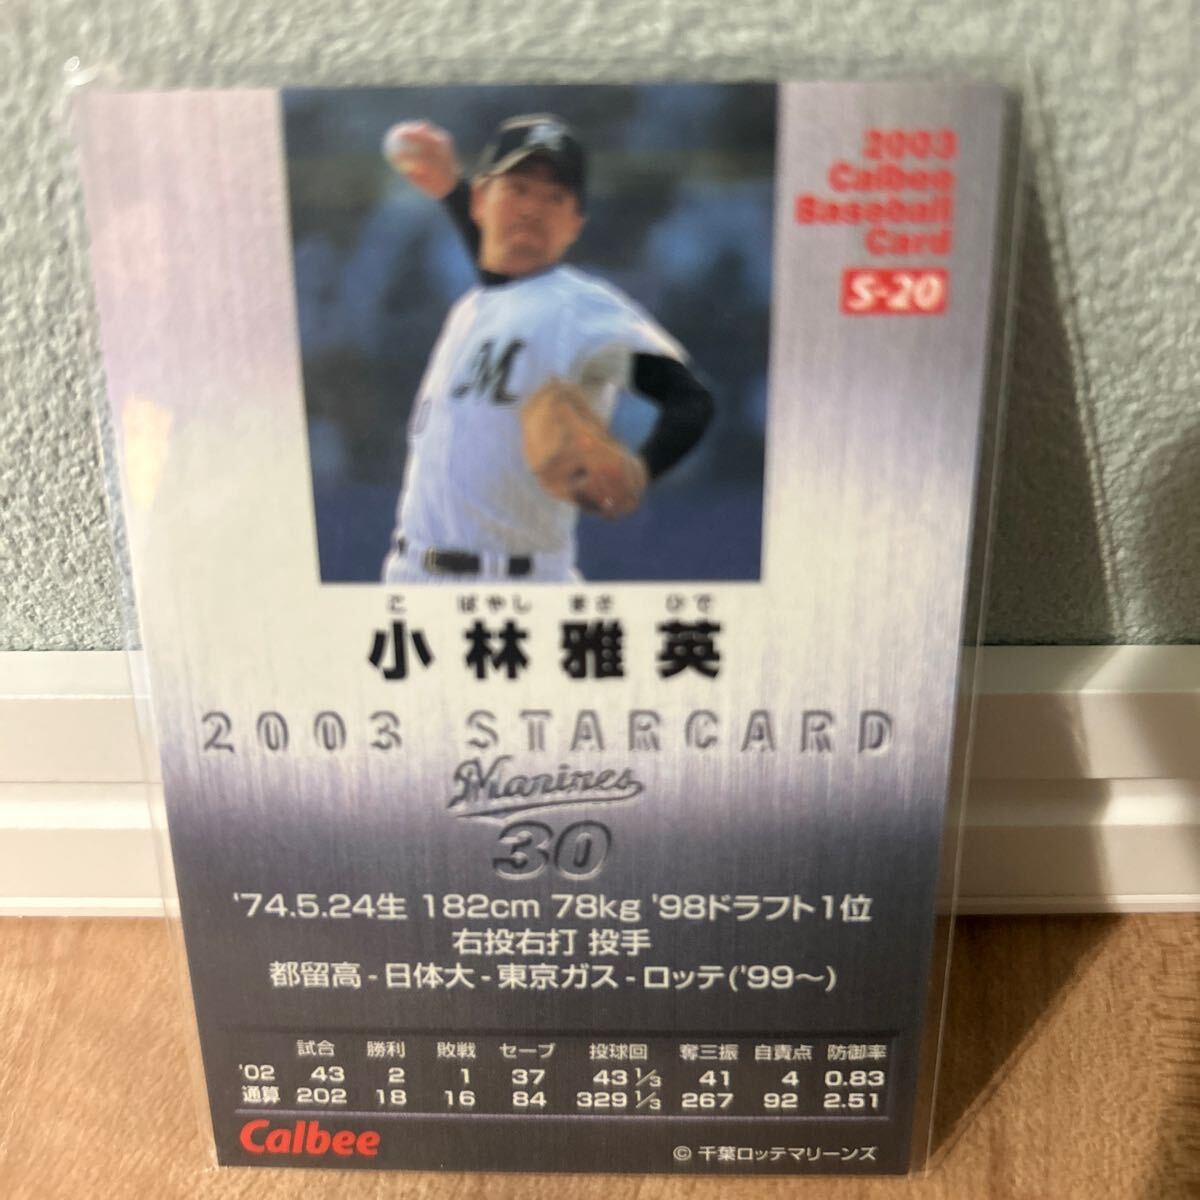 2003
Calbee
Baseball
Card
S-20
M
こ ばやし まさ ひで
小林雅英
2003 STARCARD
Marines
30
'74.5.24生 182cm 78kg '98ドラフト1位
右投右打 投手
都留高-日体大-東京ガス-ロッテ('99〜)
試合 勝利 敗戦 セーブ 投球回 奪三振 自責点 防御率
'02 43 2 1 37 43 1/3 41 4 0.83
通算 202 18 16 84 329 1/3 267 92 2.51
Calbee
© 千葉ロッテマリーンズ